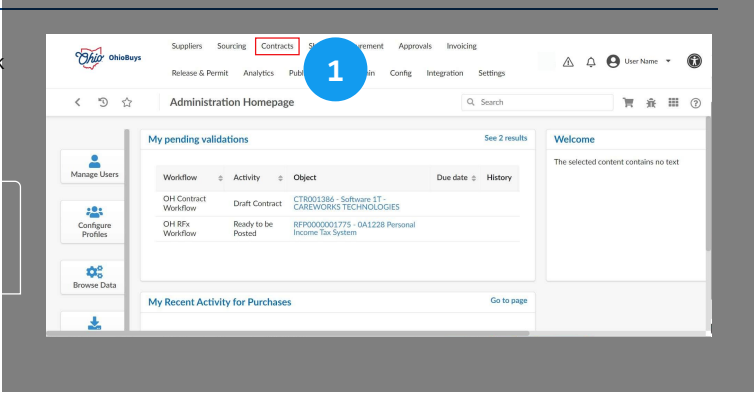 Suppliers Sourcing Contracts Approvals Invoicing
Ohio OhioBuys
User Name
Release & Permit Analytics Config Integration Settings
1
Administration Homepage
Search
My pending validations See 2 results
Welcome
The selected content contains no text
Manage Users
Workflow Activity Object Due date History
OH Contract Workflow
Draft Contract
CTR001386 - Software 1T -
CAREWORKS TECHNOLOGIES
Configure
Profiles
OH RFx
Workflow
Ready to be
Posted
RFP0000001775 - 0A1228 Personal
Income Tax System
Browse Data
My Recent Activity for Purchases Go to page